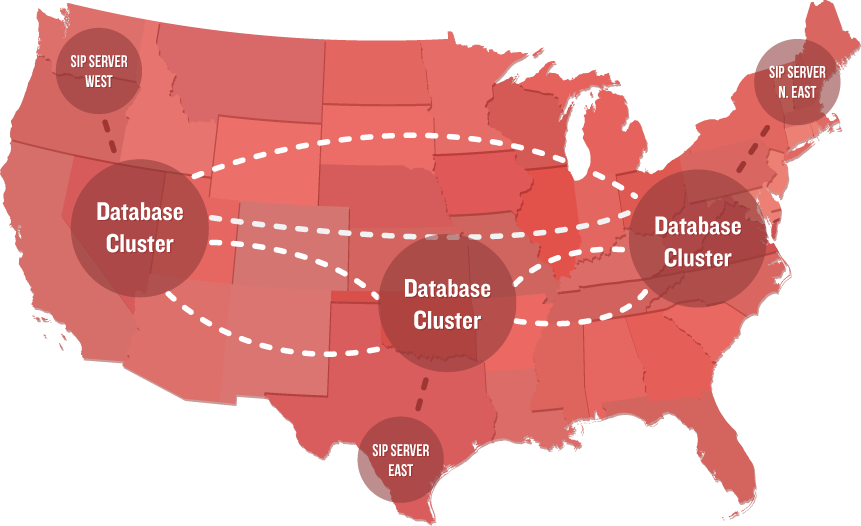 SIP SERVER
WEST
SIP SERVER
N. EAST
Database
Cluster
Database
Cluster
Database
Cluster
SIP SERVER
EAST